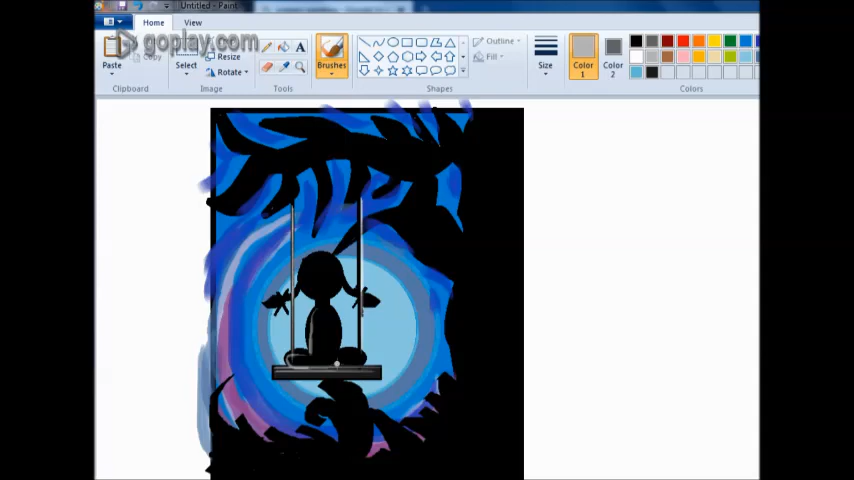 Untitled - Paint
Home View
goplay.com
Paste Copy Select Resize Rotate Brushes Outline Fill Size Color 1 Color 2
Clipboard Image Tools Shapes Colors